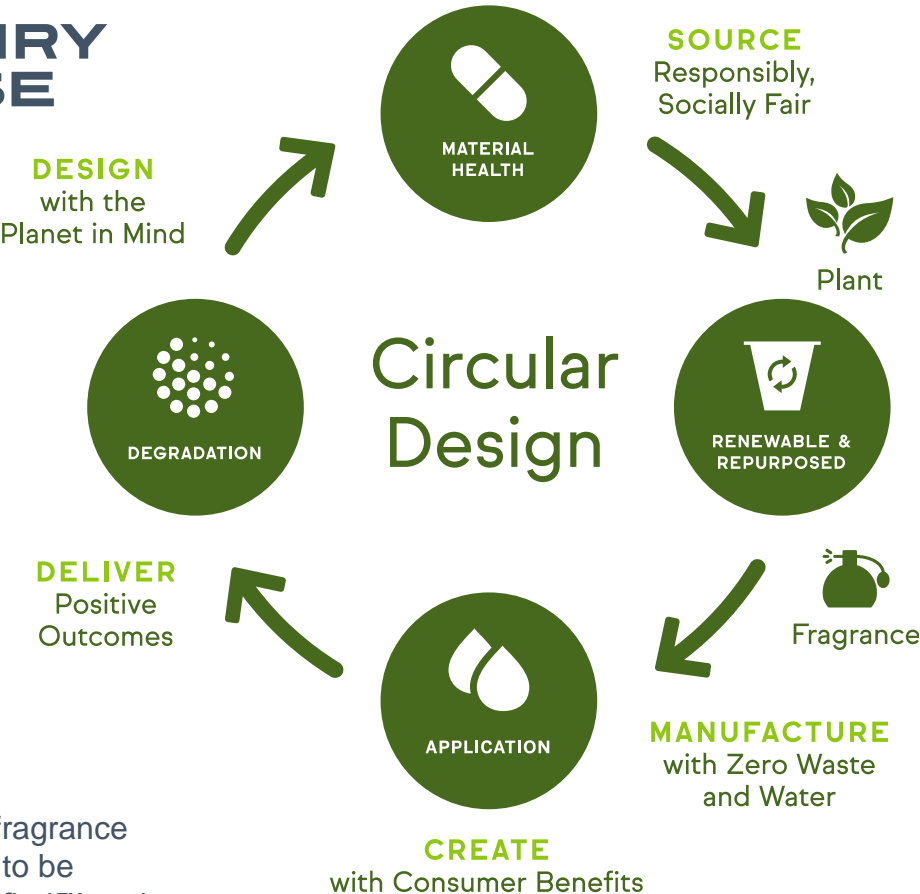 SOURCE
Responsibly,
Socially Fair
DESIGN
with the
Planet in Mind
MATERIAL
HEALTH
Plant
Circular
Design
RENEWABLE &
REPURPOSED
DEGRADATION
DELIVER
Positive
Outcomes
Fragrance
APPLICATION
MANUFACTURE
with Zero Waste
and Water
fragrance
to be
CREATE
with Consumer Benefits